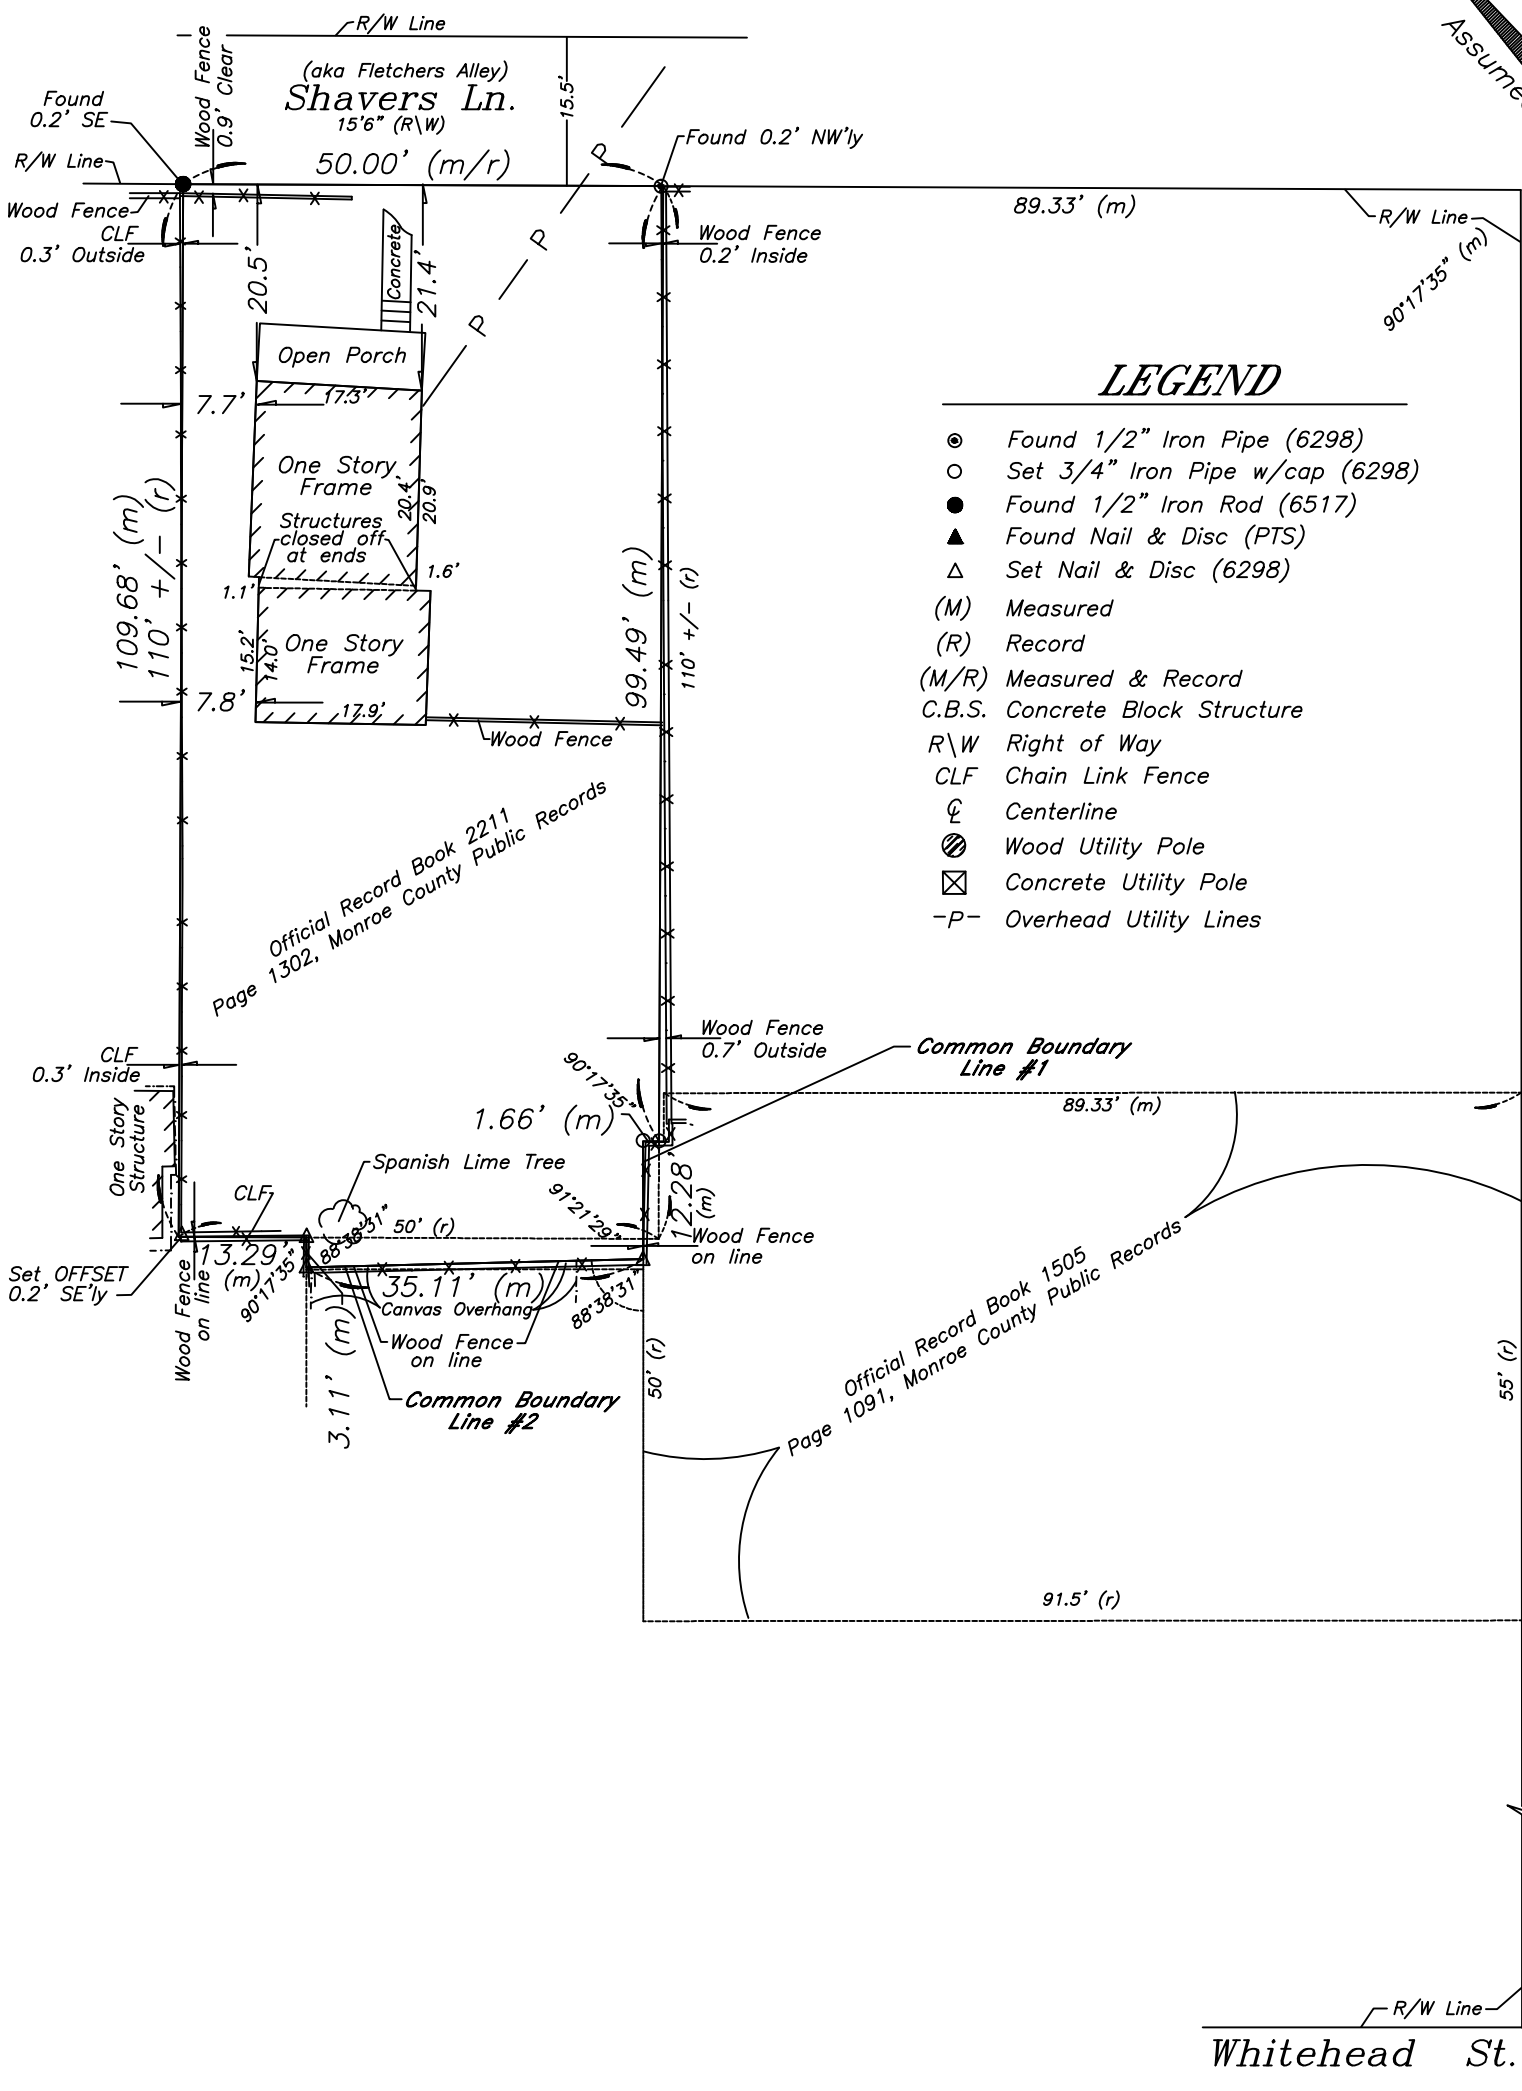 R/W Line
Wood Fence
0.9' Clear
(aka Fletchers Alley)
Shavers Ln.
15'6" (R\W)
15.5'
Found
0.2' SE
R/W Line
50.00' (m/r)
P
Found 0.2' NW'ly
89.33' (m)
R/W Line
90°17'35" (m)
Wood Fence
CLF
0.3' Outside
Wood Fence
0.2' Inside
20.5'
Concrete
21.4'
P
P
Open Porch
7.7'
17.3'
One Story
Frame
20.4'
20.9'
Structures
closed off
at ends
1.1'
1.6'
109.68' (m)
110' +/- (r)
99.49' (m)
110' +/- (r)
15.2'
14.0'
One Story
Frame
7.8'
17.9'
Wood Fence
LEGEND
Found 1/2" Iron Pipe (6298)
Set 3/4" Iron Pipe w/cap (6298)
Found 1/2" Iron Rod (6517)
Found Nail & Disc (PTS)
Set Nail & Disc (6298)
(M) Measured
(R) Record
(M/R) Measured & Record
C.B.S. Concrete Block Structure
R\W Right of Way
CLF Chain Link Fence
℄ Centerline
Wood Utility Pole
Concrete Utility Pole
-P- Overhead Utility Lines
Official Record Book 2211
Page 1302, Monroe County Public Records
CLF
0.3' Inside
One Story
Structure
Wood Fence
0.7' Outside
Common Boundary
Line #1
90°17'35"
1.66' (m)
89.33' (m)
Spanish Lime Tree
CLF
50' (r)
88°38'31"
91°21'29"
12.28'
(m)
Wood Fence
on line
Set OFFSET
0.2' SE'ly
13.29'
(m)
90°17'35"
Wood Fence
on line
35.11' (m)
Canvas Overhang
88°38'31"
3.11' (m)
Wood Fence
on line
Common Boundary
Line #2
50' (r)
Official Record Book 1505
Page 1091, Monroe County Public Records
55' (r)
91.5' (r)
R/W Line
Whitehead St.